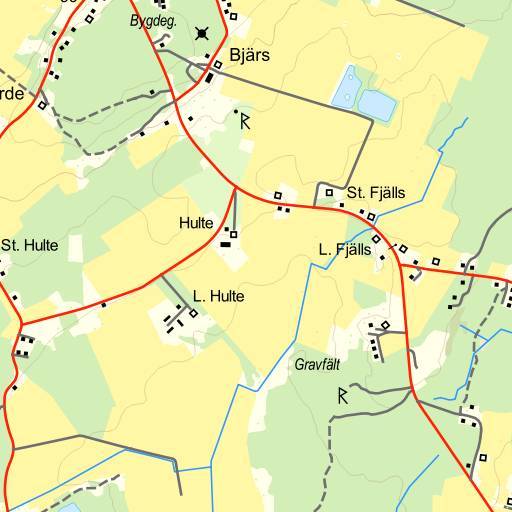 Bygdeg.
Bjärs
rde
St. Fjälls
Hulte
St. Hulte
L. Fjälls
L. Hulte
Gravfält